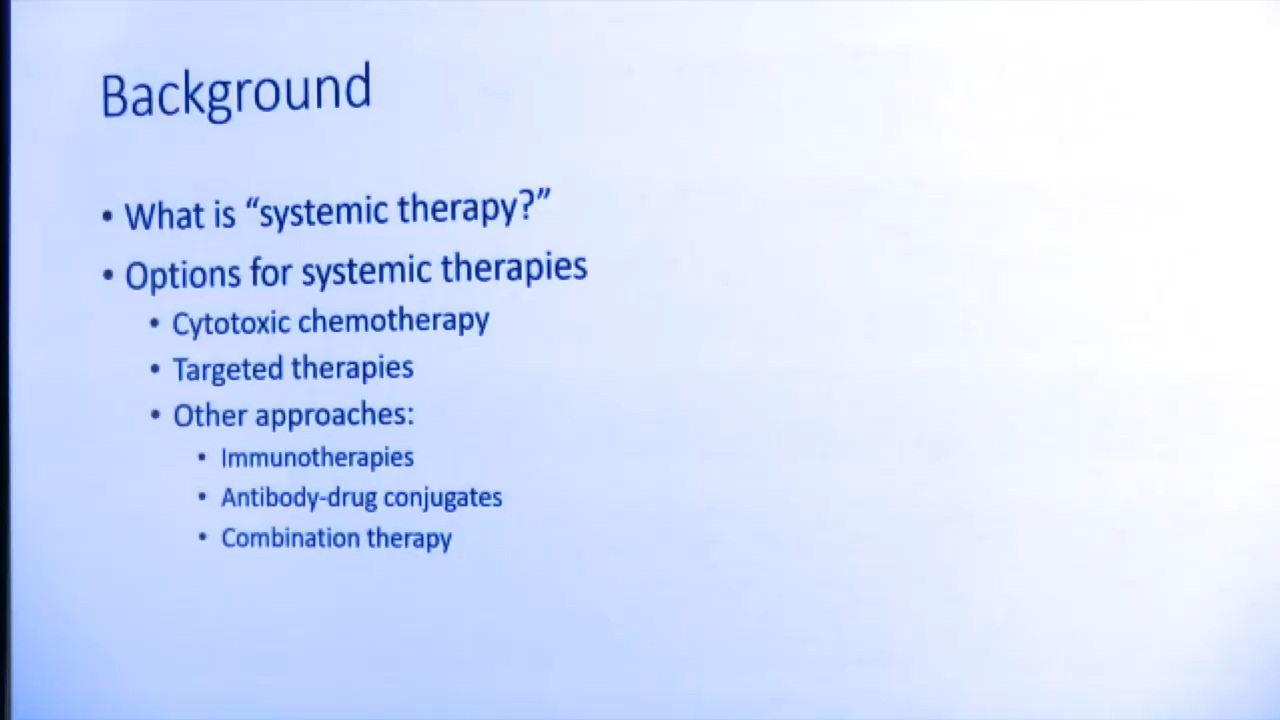 Background
• What is “systemic therapy?”
• Options for systemic therapies
• Cytotoxic chemotherapy
• Targeted therapies
• Other approaches:
• Immunotherapies
• Antibody-drug conjugates
• Combination therapy